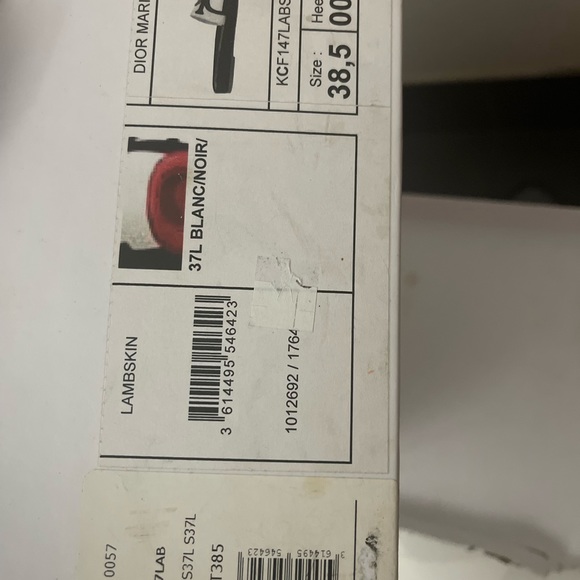 DIOR MARI
KCF147LABS
Size :
38,5
Hee
00
37L BLANC/NOIR/
LAMBSKIN
3 614495 546423
1012692 / 1764
0057
7LAB
S37L S37L
T385
3 614495
546423